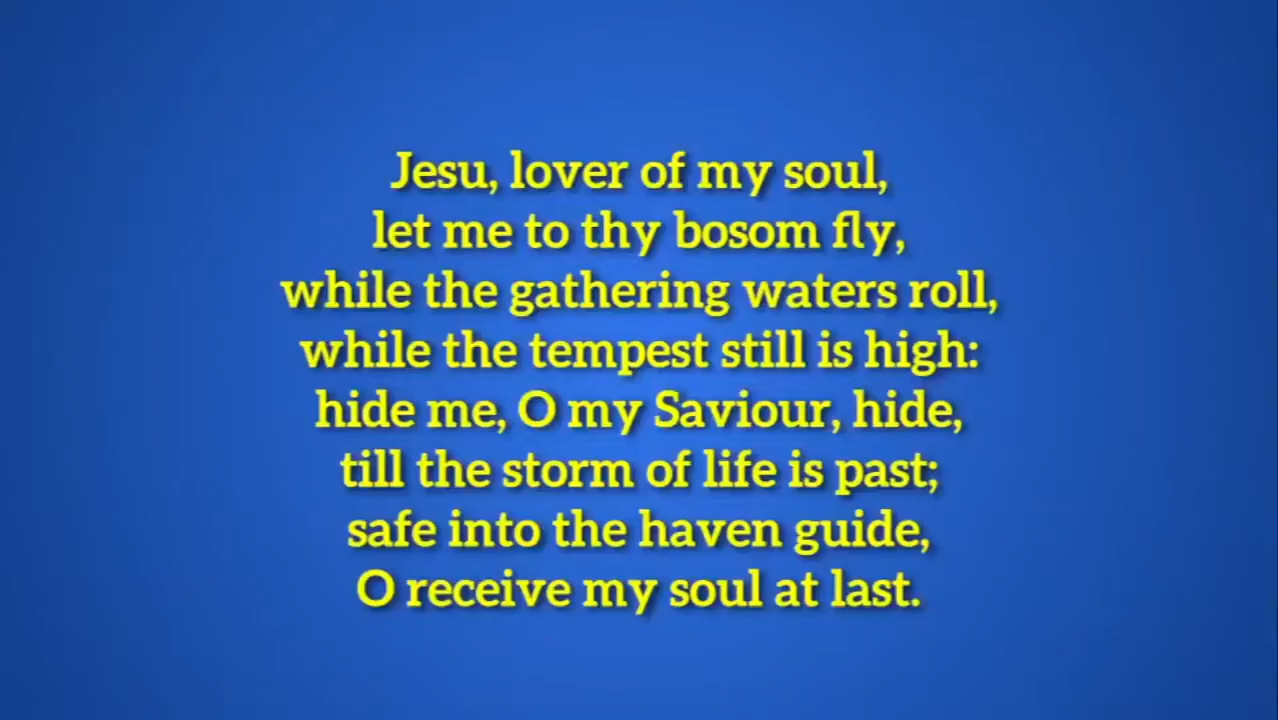 Jesu, lover of my soul,
let me to thy bosom fly,
while the gathering waters roll,
while the tempest still is high:
hide me, O my Saviour, hide,
till the storm of life is past;
safe into the haven guide,
O receive my soul at last.